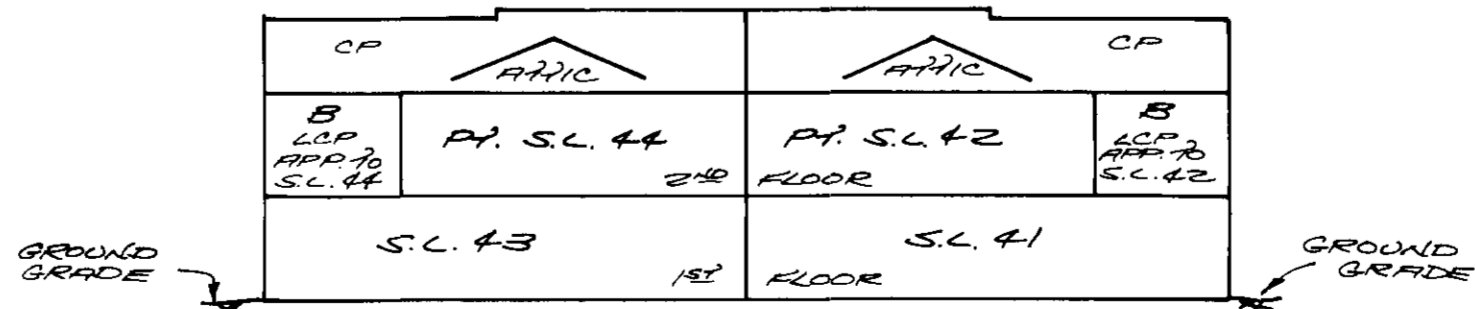 CP
CP
ATTIC
ATTIC
B
LCP
APP. TO
S.L. 44
PT. S.L. 44
2ND
PT. S.L. 42
FLOOR
B
LCP
APP. TO
S.L. 42
S.L. 43
1ST
S.L. 41
FLOOR
GROUND
GRADE
GROUND
GRADE